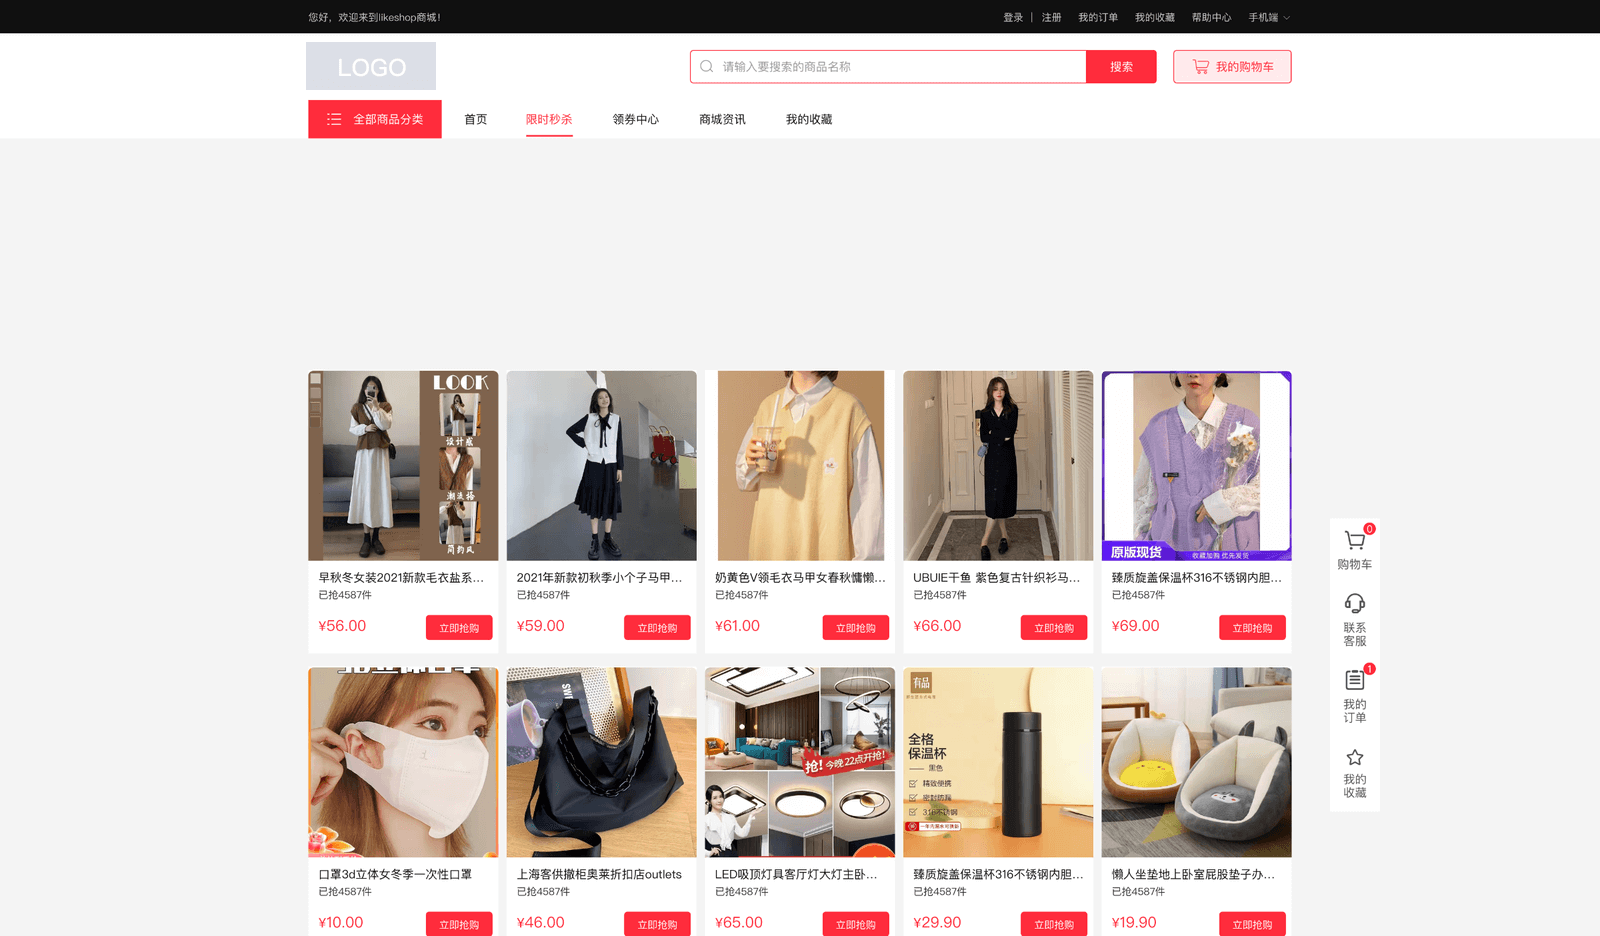 您好，欢迎来到likeshop商城！
登录 | 注册 我的订单 我的收藏 帮助中心 手机端
LOGO
请输入要搜索的商品名称
搜索
我的购物车
全部商品分类 首页 限时秒杀 领券中心 商城资讯 我的收藏
LOOK
设计感
潮流搭
简约风
原版现货
收藏加购 优先发货
早秋冬女装2021新款毛衣盐系...
已抢4587件
¥56.00
立即抢购
2021年新款初秋季小个子马甲...
已抢4587件
¥59.00
立即抢购
奶黄色V领毛衣马甲女春秋慵懒...
已抢4587件
¥61.00
立即抢购
UBUIE干鱼 紫色复古针织衫马...
已抢4587件
¥66.00
立即抢购
臻质旋盖保温杯316不锈钢内胆...
已抢4587件
¥69.00
立即抢购
0
购物车
联系
客服
1
我的
订单
我的
收藏
抢! 今晚22点开抢!
有品
全格
保温杯
黑色
精致便携
密封防漏
316不锈钢
口罩3d立体女冬季一次性口罩
已抢4587件
¥10.00
立即抢购
上海客供撤柜奥莱折扣店outlets
已抢4587件
¥46.00
立即抢购
LED吸顶灯具客厅灯大灯主卧...
已抢4587件
¥65.00
立即抢购
臻质旋盖保温杯316不锈钢内胆...
已抢4587件
¥29.90
立即抢购
懒人坐垫地上卧室屁股垫子办...
已抢4587件
¥19.90
立即抢购